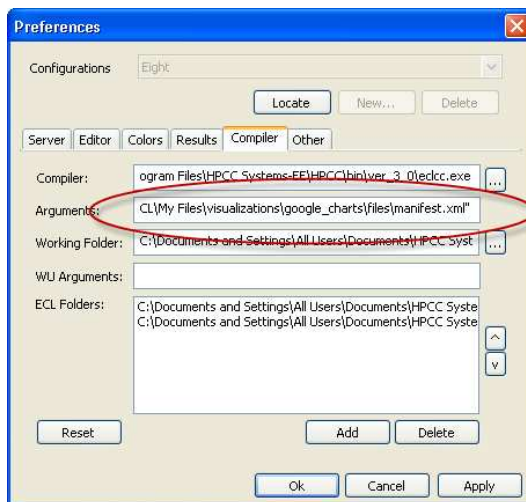 Preferences
Configurations
Eight
Locate New... Delete
Server Editor Colors Results Compiler Other
Compiler: ogram Files\HPCC Systems-EE\HPCC\bin\ver_3_0\eclcc.exe ...
Arguments: CL\My Files\visualizations\google_charts\files\manifest.xml"
Working Folder: C:\Documents and Settings\All Users\Documents\HPCC Syst ...
WU Arguments:
ECL Folders: C:\Documents and Settings\All Users\Documents\HPCC Syste
C:\Documents and Settings\All Users\Documents\HPCC Syste
Reset Add Delete
Ok Cancel Apply